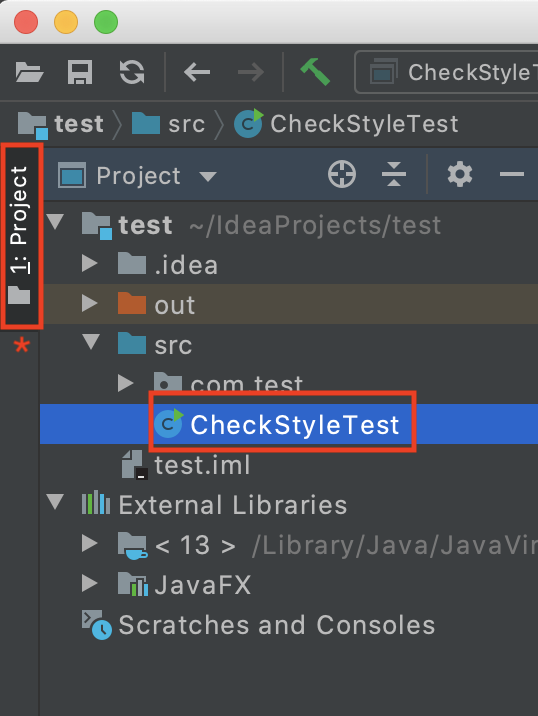 CheckStyleT
test src CheckStyleTest
1: Project
Project
test ~/IdeaProjects/test
.idea
out
*
src
com.test
CheckStyleTest
test.iml
External Libraries
< 13 > /Library/Java/JavaVir
JavaFX
Scratches and Consoles